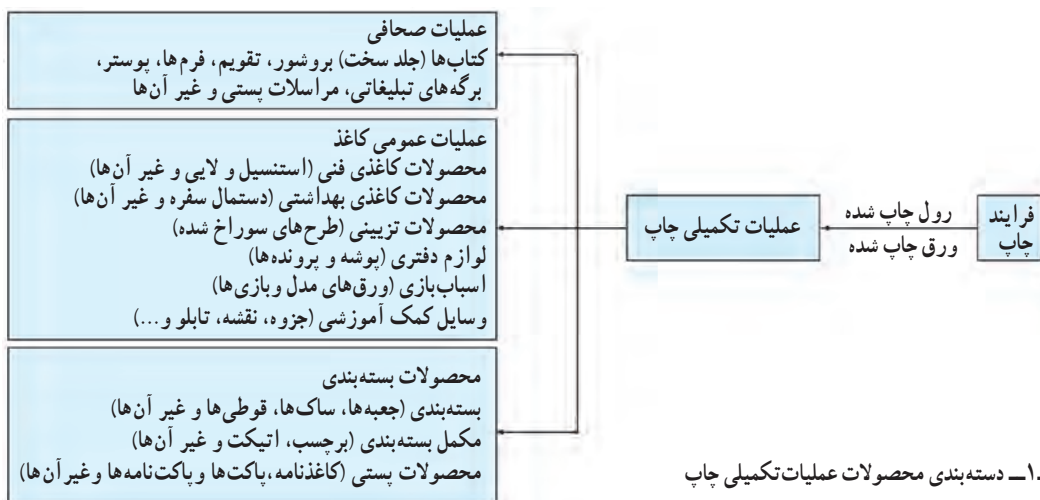 فرایند
چاپ
رول چاپ شده
ورق چاپ شده
عملیات تکمیلی چاپ
عملیات صحافی
کتاب‌ها (جلد سخت) بروشور، تقویم، فرم‌ها، پوستر،
برگه‌های تبلیغاتی، مراسلات پستی و غیر آن‌ها
عملیات عمومی کاغذ
محصولات کاغذی فنی (استنسیل و لایی و غیر آن‌ها)
محصولات کاغذی بهداشتی (دستمال سفره و غیر آن‌ها)
محصولات تزیینی (طرح‌های سوراخ شده)
لوازم دفتری (پوشه و پرونده‌ها)
اسباب‌بازی (ورق‌های مدل وبازی‌ها)
وسایل کمک آموزشی (جزوه، نقشه، تابلو و...)
محصولات بسته‌بندی
بسته‌بندی (جعبه‌ها، ساک‌ها، قوطی‌ها و غیر آن‌ها)
مکمل بسته‌بندی (برچسب، اتیکت و غیر آن‌ها)
محصولات پستی (کاغذنامه، پاکت‌ها و پاکت‌نامه‌ها و غیرآن‌ها)
.۱ــ دسته‌بندی محصولات عملیات تکمیلی چاپ